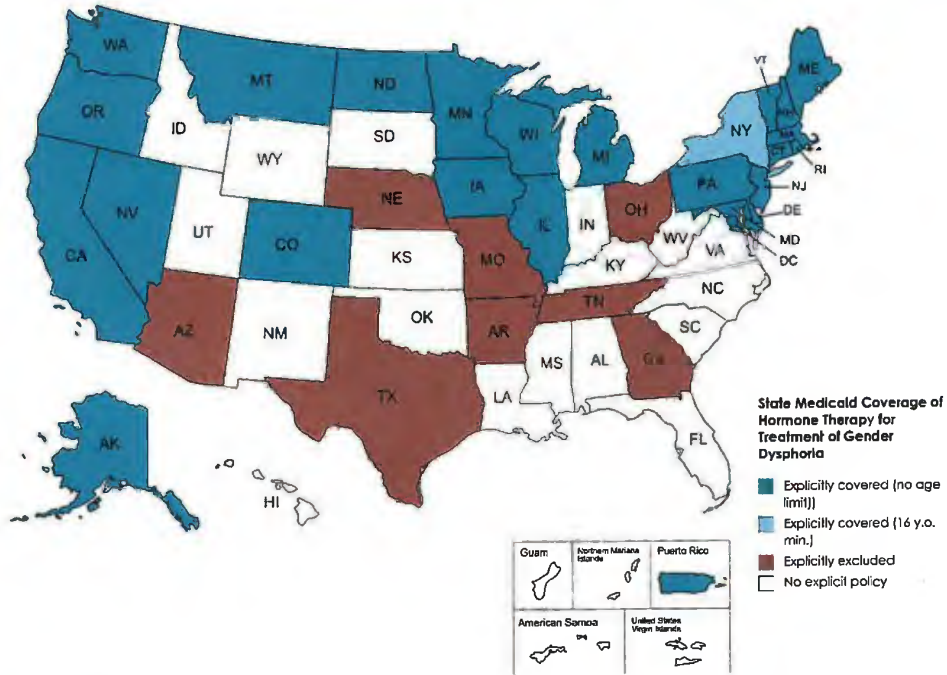 WA
MT
ND
MN
VT
ME
OR
ID
SD
WI
MI
NY
NH
MA
CT
RI
WY
NE
IA
PA
NJ
NV
UT
CO
IL
IN
OH
DE
MD
DC
CA
KS
MO
KY
WV
VA
AZ
NM
OK
AR
TN
NC
SC
TX
LA
MS
AL
GA
FL
AK
HI
State Medicaid Coverage of
Hormone Therapy for
Treatment of Gender
Dysphoria
Explicitly covered (no age
limit))
Explicitly covered (16 y.o.
min.)
Explicitly excluded
No explicit policy
Guam
Northern Mariana
Islands
Puerto Rico
American Samoa
United States
Virgin Islands